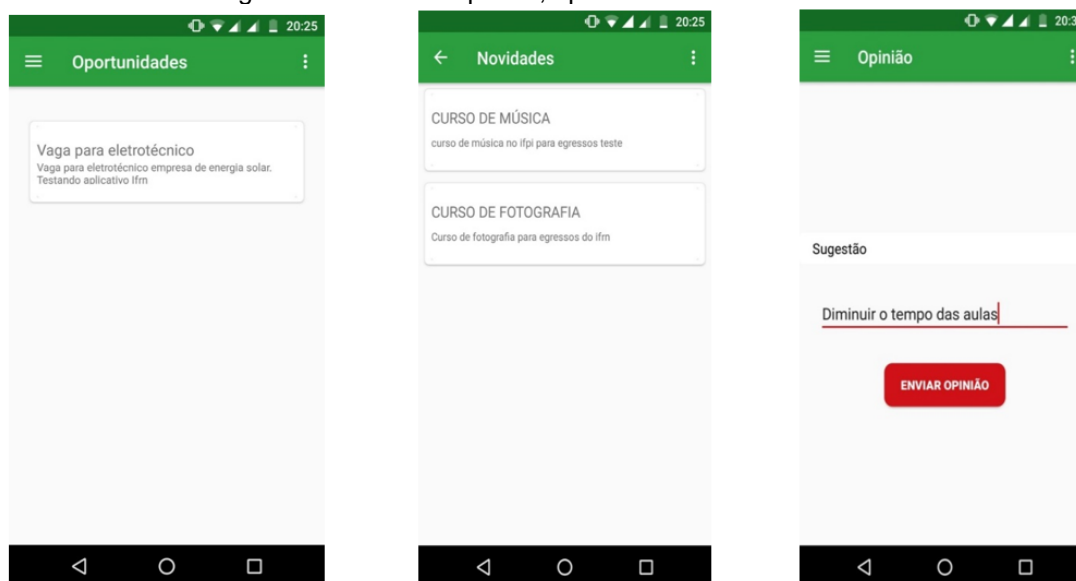 20:25
Oportunidades
Vaga para eletrotécnico
Vaga para eletrotécnico empresa de energia solar.
Testando aplicativo Ifrn
20:25
Novidades
CURSO DE MÚSICA
curso de música no ifpi para egressos teste
CURSO DE FOTOGRAFIA
Curso de fotografia para egressos do ifrn
Opinião
Sugestão
Diminuir o tempo das aulas
ENVIAR OPINIÃO